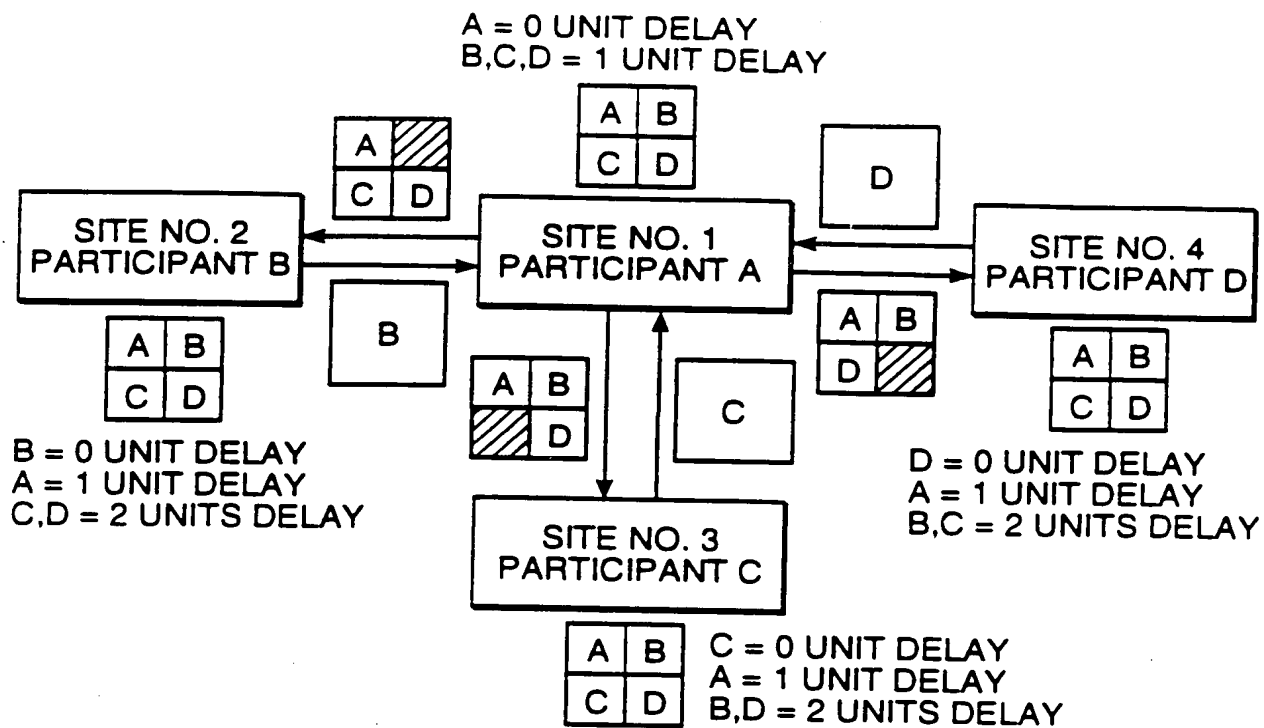 A = 0 UNIT DELAY
B,C,D = 1 UNIT DELAY
A B
C D
A
C D
D
SITE NO. 2
PARTICIPANT B
SITE NO. 1
PARTICIPANT A
SITE NO. 4
PARTICIPANT D
B
A B
D
A B
D
C
A B
C D
A B
C D
B = 0 UNIT DELAY
A = 1 UNIT DELAY
C,D = 2 UNITS DELAY
D = 0 UNIT DELAY
A = 1 UNIT DELAY
B,C = 2 UNITS DELAY
SITE NO. 3
PARTICIPANT C
A B
C D
C = 0 UNIT DELAY
A = 1 UNIT DELAY
B,D = 2 UNITS DELAY